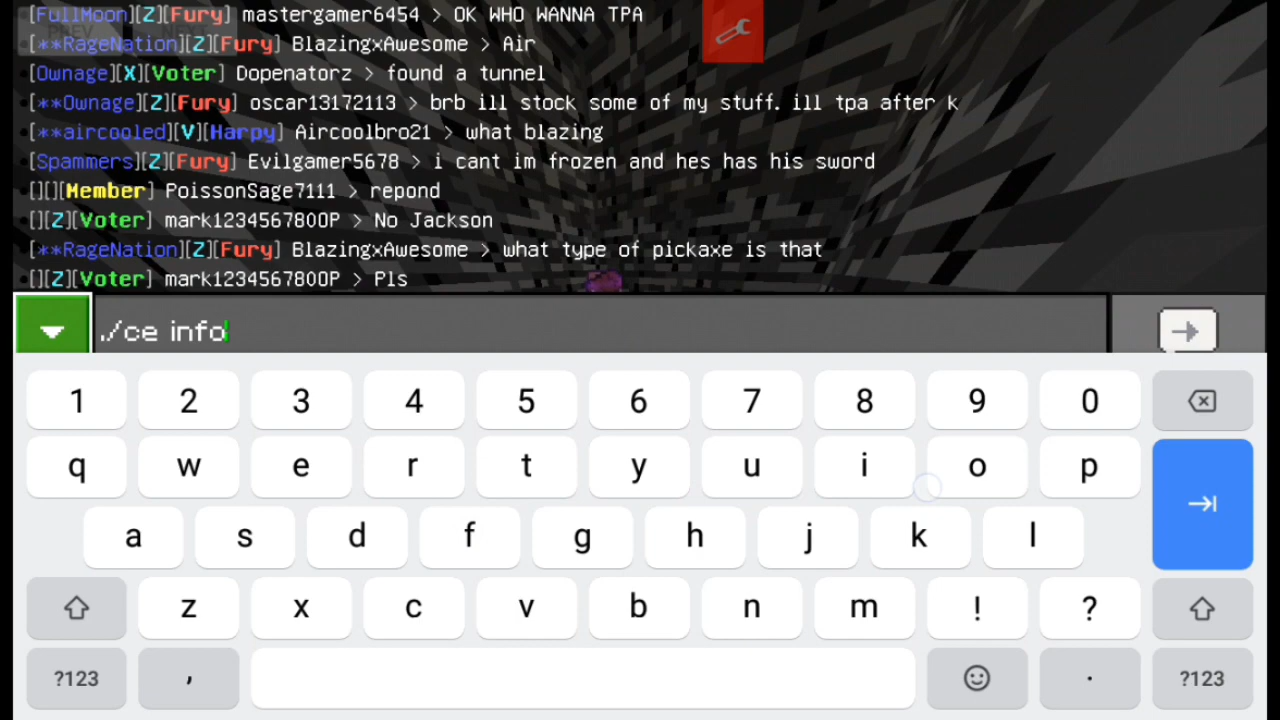 [FullMoon][Z][Fury] mastergamer6454 > OK WHO WANNA TPA
PREV
[**RageNation][Z][Fury] BlazingxAwesome > Air
[Ownage][X][Voter] Dopenatorz > found a tunnel
[**Ownage][Z][Fury] oscar13172113 > brb ill stock some of my stuff. ill tpa after k
[**aircooled][V][Harpy] Aircoolbro21 > what blazing
[Spammers][Z][Fury] Evilgamer5678 > i cant im frozen and hes has his sword
[][][Member] PoissonSage7111 > repond
[][Z][Voter] mark1234567800P > No Jackson
[**RageNation][Z][Fury] BlazingxAwesome > what type of pickaxe is that
[][Z][Voter] mark1234567800P > Pls
./ce info
1 2 3 4 5 6 7 8 9 0
q w e r t y u i o p
a s d f g h j k l
z x c v b n m ! ?
?123 , . ?123